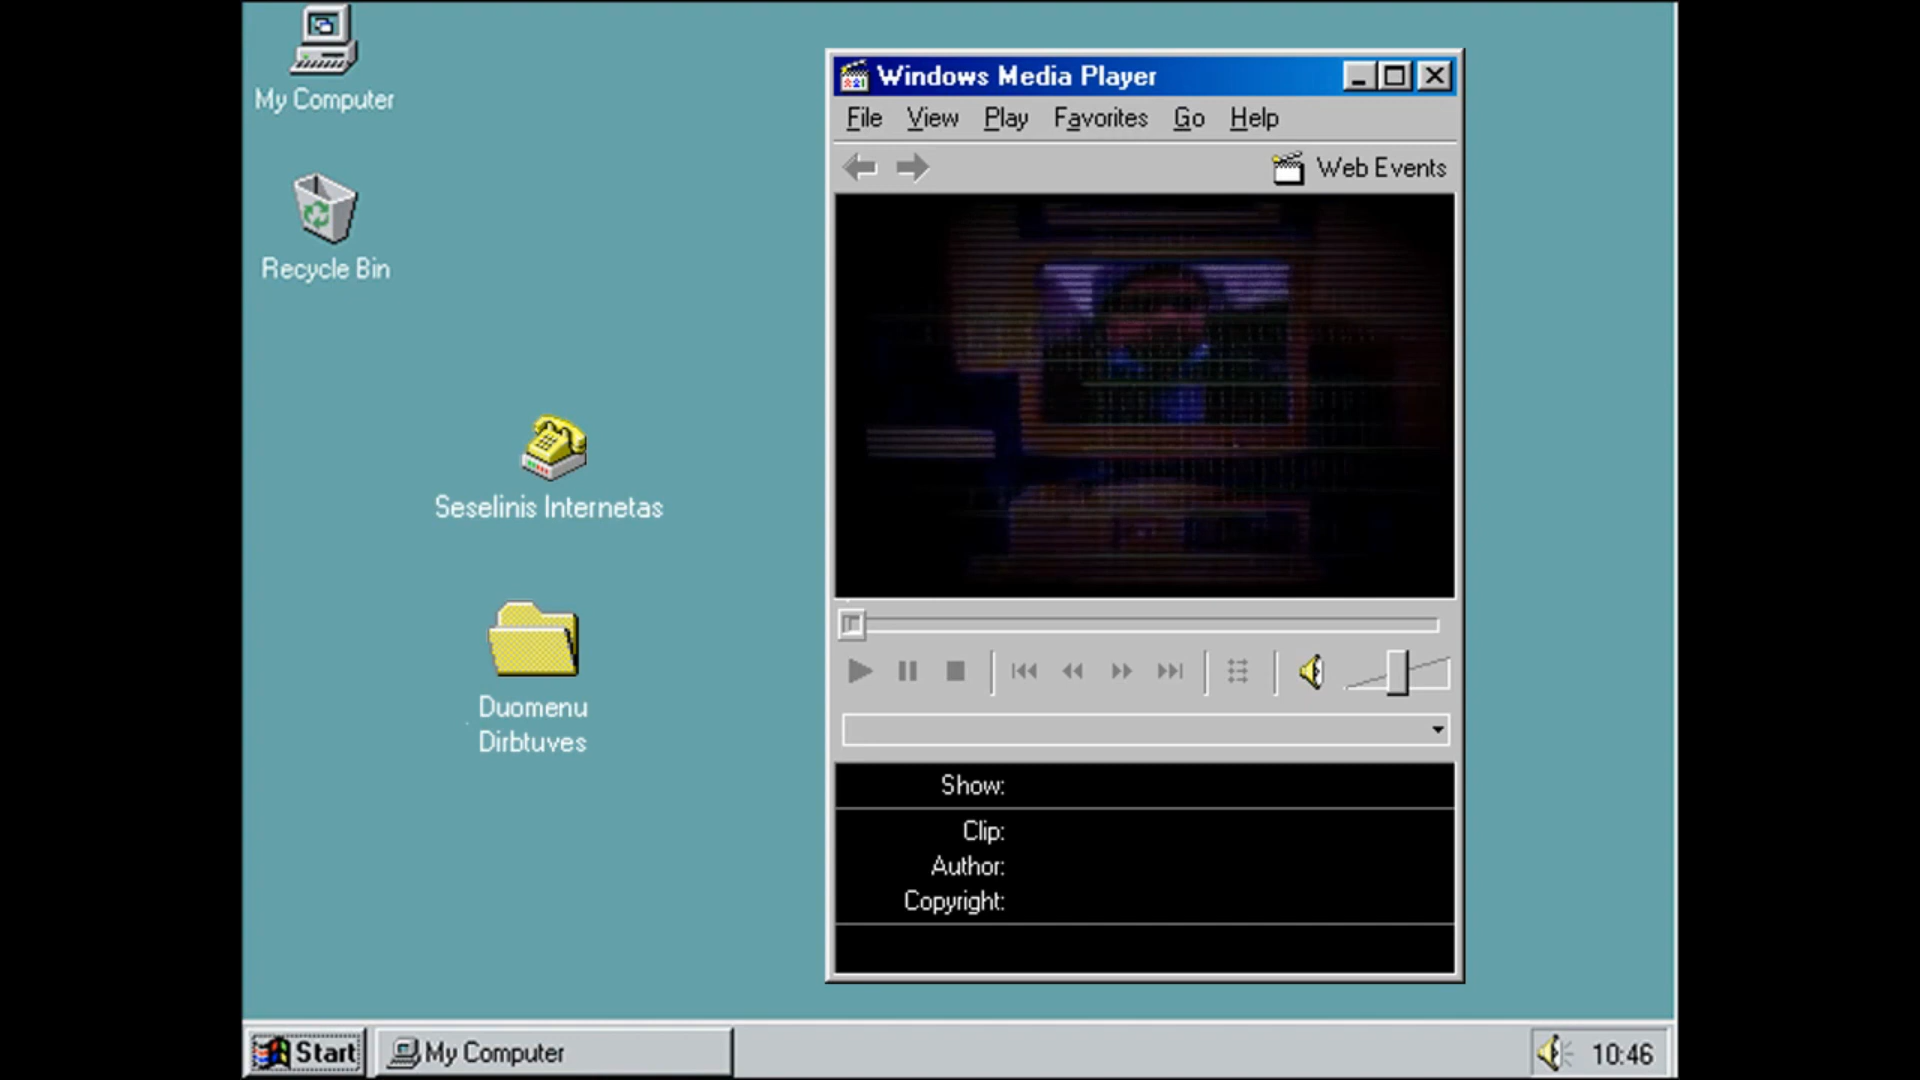 My Computer
Recycle Bin
Seselinis Internetas
Duomenu
Dirbtuves
Windows Media Player
File View Play Favorites Go Help
Web Events
Show:
Clip:
Author:
Copyright:
Start
My Computer
10:46